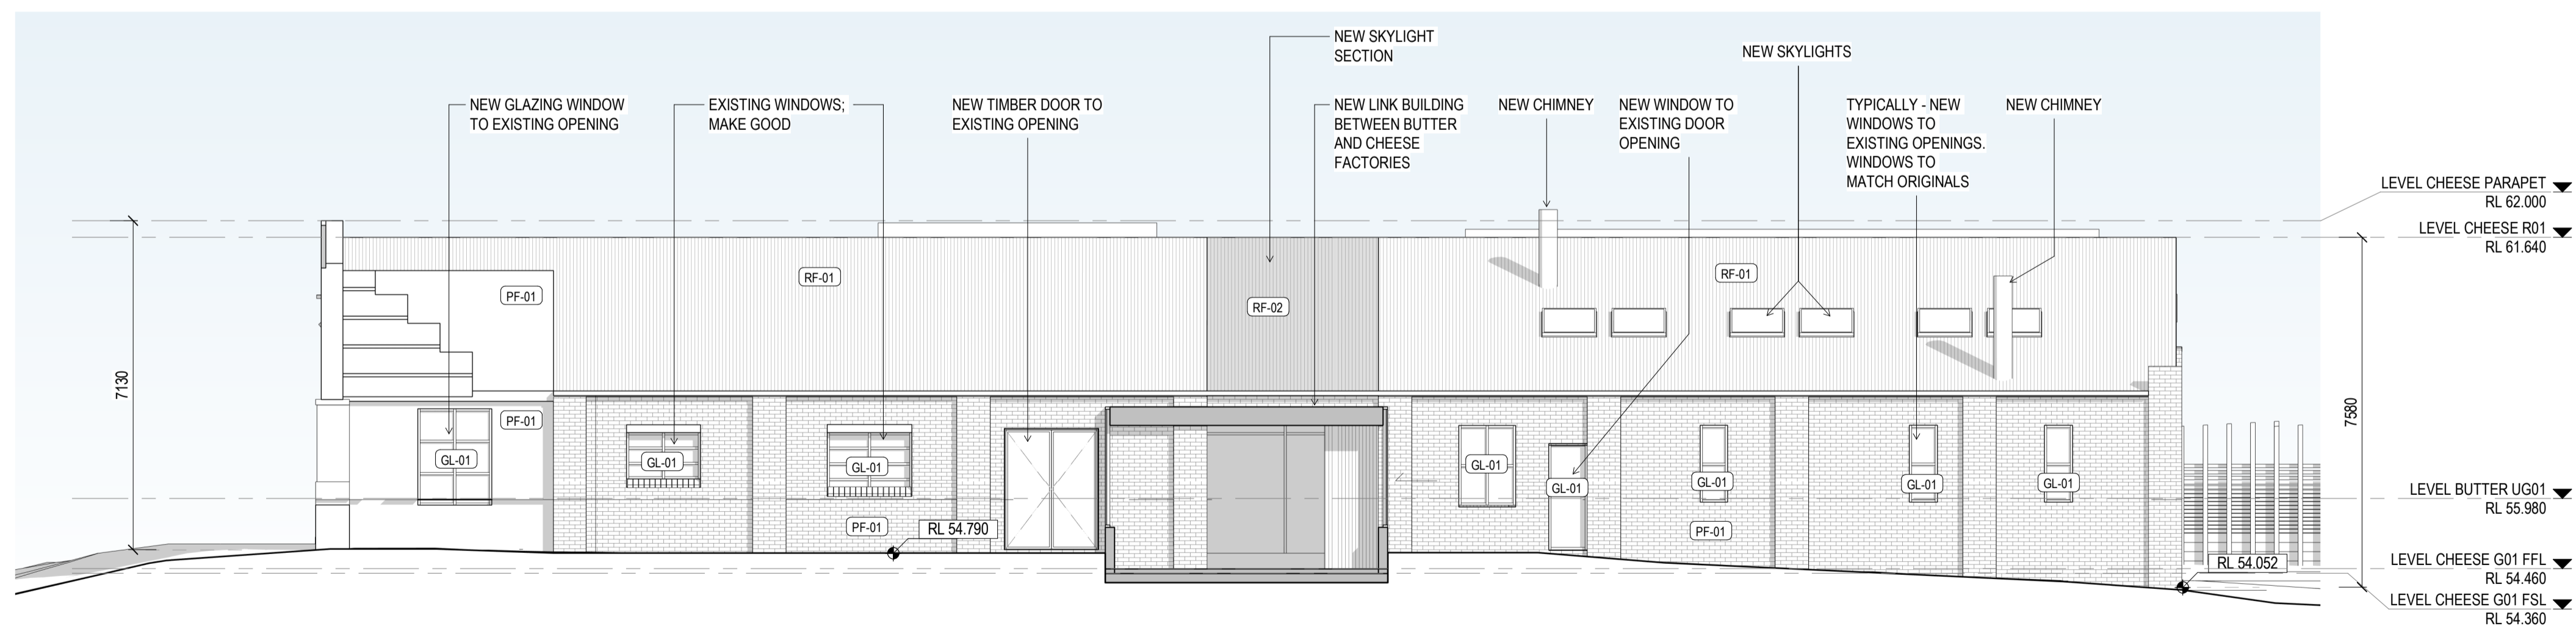 NEW SKYLIGHT
SECTION
NEW SKYLIGHTS
NEW GLAZING WINDOW
TO EXISTING OPENING
EXISTING WINDOWS;
MAKE GOOD
NEW TIMBER DOOR TO
EXISTING OPENING
NEW LINK BUILDING
BETWEEN BUTTER
AND CHEESE
FACTORIES
NEW CHIMNEY
NEW WINDOW TO
EXISTING DOOR
OPENING
TYPICALLY - NEW
WINDOWS TO
EXISTING OPENINGS.
WINDOWS TO
MATCH ORIGINALS
NEW CHIMNEY
LEVEL CHEESE PARAPET
RL 62.000
LEVEL CHEESE R01
RL 61.640
PF-01
RF-01
RF-02
RF-01
7130
7580
PF-01
GL-01
GL-01
GL-01
GL-01
GL-01
GL-01
GL-01
GL-01
PF-01
RL 54.790
PF-01
LEVEL BUTTER UG01
RL 55.980
RL 54.052
LEVEL CHEESE G01 FFL
RL 54.460
LEVEL CHEESE G01 FSL
RL 54.360